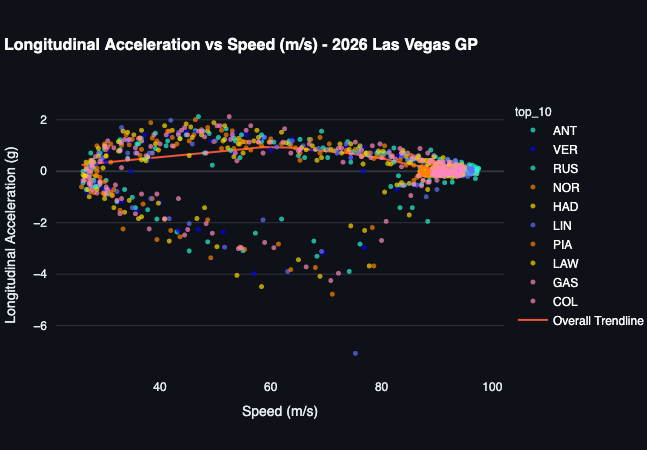 Longitudinal Acceleration vs Speed (m/s) - 2026 Las Vegas GP
top_10
ANT
VER
RUS
NOR
HAD
LIN
PIA
LAW
GAS
COL
Overall Trendline
Longitudinal Acceleration (g)
2
0
−2
−4
−6
40 60 80 100
Speed (m/s)